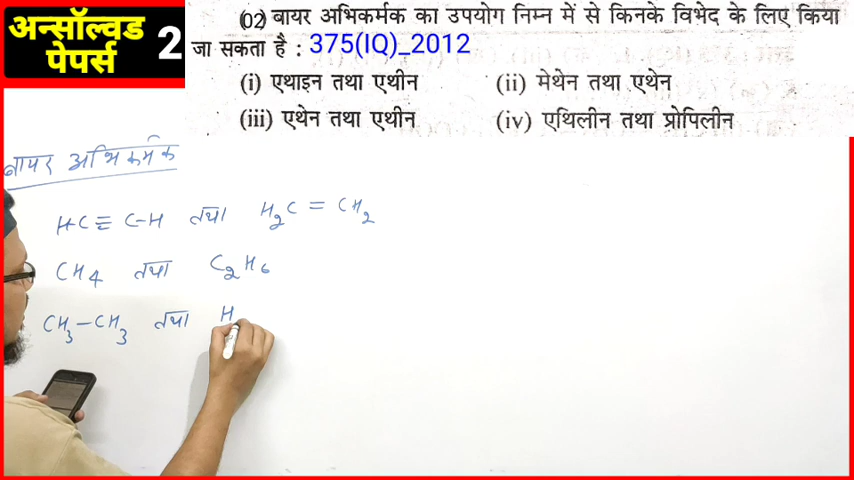 अन्सॉल्वड
पेपर्स 2
(02) बायर अभिकर्मक का उपयोग निम्न में से किनके विभेद के लिए किया
जा सकता है : 375(IQ)_2012
(i) एथाइन तथा एथीन (ii) मेथेन तथा एथेन
(iii) एथेन तथा एथीन (iv) एथिलीन तथा प्रोपिलीन
बायर अभिकर्मक
HC≡C-H तथा H₂C = CH₂
CH₄ तथा C₂H₆
CH₃-CH₃ तथा H